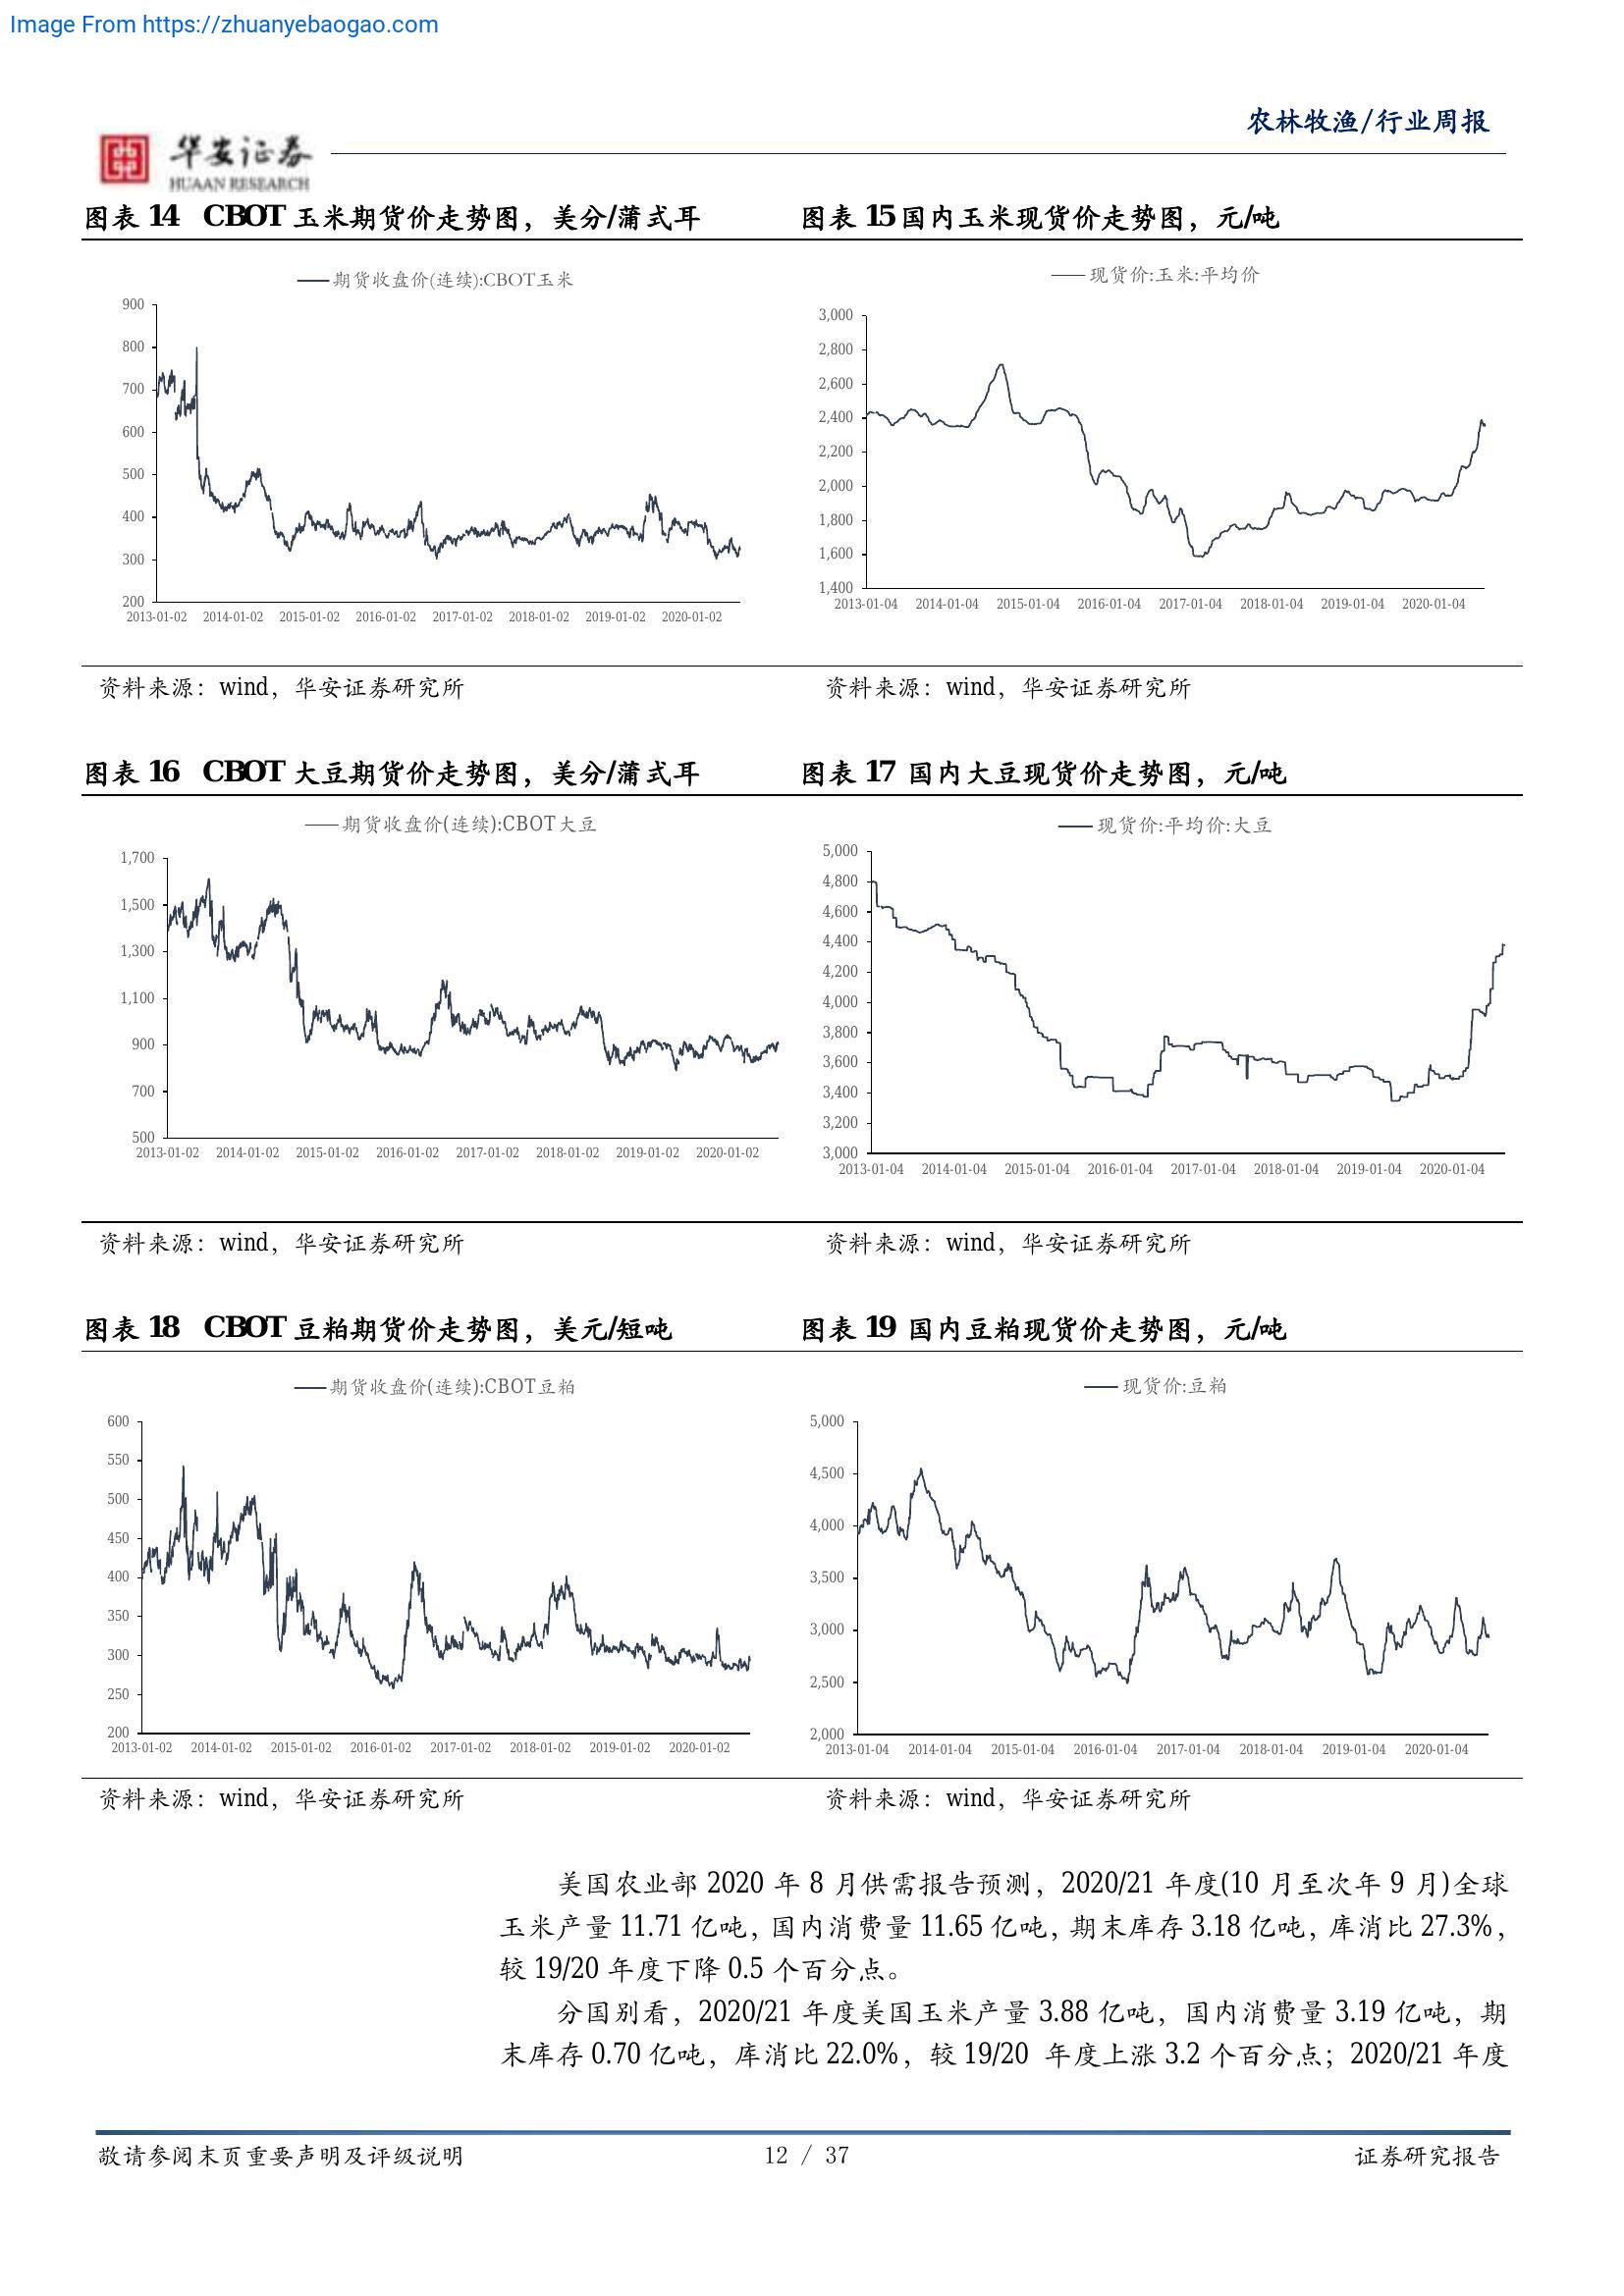 Image From https://zhuanyebaogao.com
农林牧渔/行业周报
华安证券
HUAAN RESEARCH
图表 14 CBOT 玉米期货价走势图，美分/蒲式耳
图表 15 国内玉米现货价走势图，元/吨
期货收盘价(连续):CBOT玉米
900
800
700
600
500
400
300
200
2013-01-02 2014-01-02 2015-01-02 2016-01-02 2017-01-02 2018-01-02 2019-01-02 2020-01-02
现货价:玉米:平均价
3,000
2,800
2,600
2,400
2,200
2,000
1,800
1,600
1,400
2013-01-04 2014-01-04 2015-01-04 2016-01-04 2017-01-04 2018-01-04 2019-01-04 2020-01-04
资料来源：wind，华安证券研究所
资料来源：wind，华安证券研究所
图表 16 CBOT 大豆期货价走势图，美分/蒲式耳
图表 17 国内大豆现货价走势图，元/吨
期货收盘价(连续):CBOT大豆
1,700
1,500
1,300
1,100
900
700
500
2013-01-02 2014-01-02 2015-01-02 2016-01-02 2017-01-02 2018-01-02 2019-01-02 2020-01-02
现货价:平均价:大豆
5,000
4,800
4,600
4,400
4,200
4,000
3,800
3,600
3,400
3,200
3,000
2013-01-04 2014-01-04 2015-01-04 2016-01-04 2017-01-04 2018-01-04 2019-01-04 2020-01-04
资料来源：wind，华安证券研究所
资料来源：wind，华安证券研究所
图表 18 CBOT 豆粕期货价走势图，美元/短吨
图表 19 国内豆粕现货价走势图，元/吨
期货收盘价(连续):CBOT豆粕
600
550
500
450
400
350
300
250
200
2013-01-02 2014-01-02 2015-01-02 2016-01-02 2017-01-02 2018-01-02 2019-01-02 2020-01-02
现货价:豆粕
5,000
4,500
4,000
3,500
3,000
2,500
2,000
2013-01-04 2014-01-04 2015-01-04 2016-01-04 2017-01-04 2018-01-04 2019-01-04 2020-01-04
资料来源：wind，华安证券研究所
资料来源：wind，华安证券研究所
美国农业部 2020 年 8 月供需报告预测，2020/21 年度(10 月至次年 9 月)全球
玉米产量 11.71 亿吨，国内消费量 11.65 亿吨，期末库存 3.18 亿吨，库消比 27.3%，
较 19/20 年度下降 0.5 个百分点。
分国别看，2020/21 年度美国玉米产量 3.88 亿吨，国内消费量 3.19 亿吨，期
末库存 0.70 亿吨，库消比 22.0%，较 19/20 年度上涨 3.2 个百分点；2020/21 年度
敬请参阅末页重要声明及评级说明
12 / 37
证券研究报告